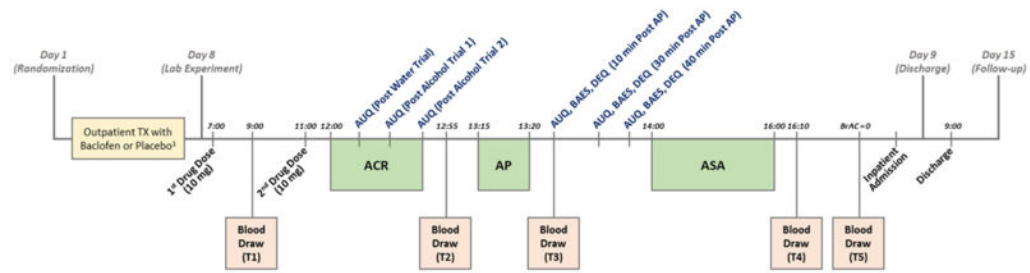 Day 1
(Randomization)
Day 8
(Lab Experiment)
Day 9
(Discharge)
Day 15
(Follow-up)
AUQ (Post Water Trial)
AUQ (Post Alcohol Trial 1)
AUQ (Post Alcohol Trial 2)
AUQ, BAES, DEQ (10 min Post AP)
AUQ, BAES, DEQ (30 min Post AP)
AUQ, BAES, DEQ (40 min Post AP)
Outpatient TX with
Baclofen or Placebo¹
7:00
9:00
11:00
12:00
12:55
13:15
13:20
14:00
16:00
16:10
BrAC = 0
9:00
1st Drug Dose
(10 mg)
2nd Drug Dose
(10 mg)
ACR
AP
ASA
Inpatient
Admission
Discharge
Blood
Draw
(T1)
Blood
Draw
(T2)
Blood
Draw
(T3)
Blood
Draw
(T4)
Blood
Draw
(T5)